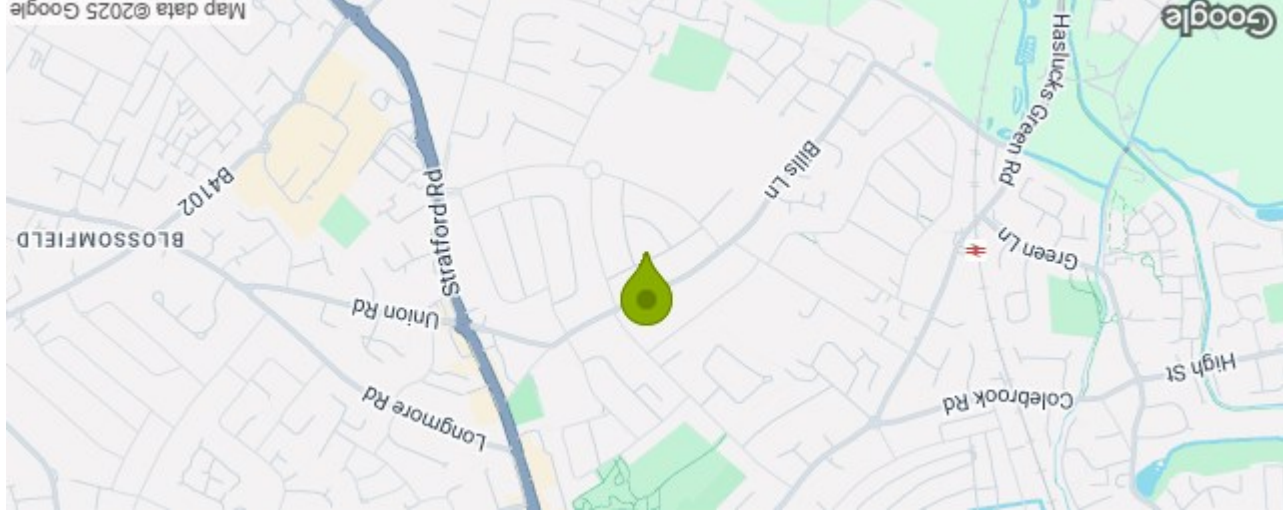 Google
Haslucks Green Rd
Green Ln
High St
Colebrook Rd
Bills Ln
Stratford Rd
Union Rd
Longmore Rd
B4102
BLOSSOMFIELD
Map data ©2025 Google